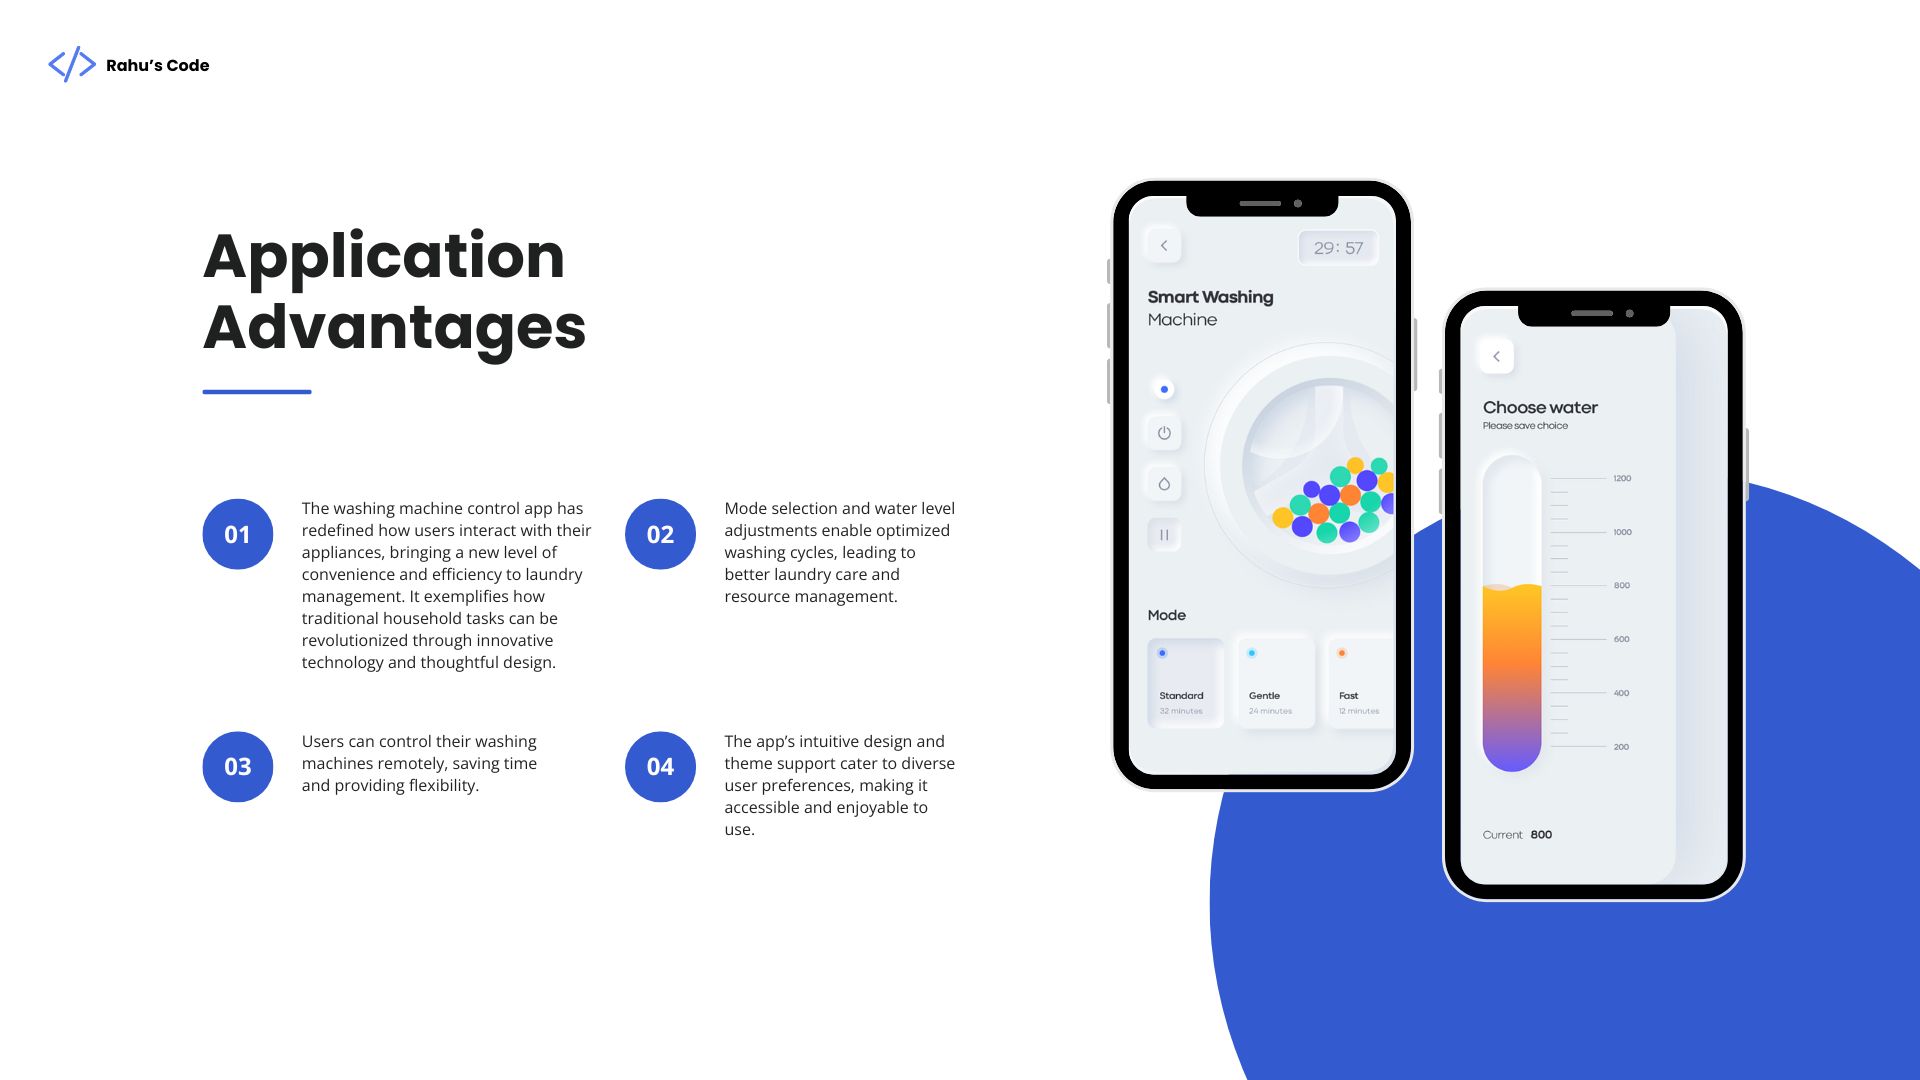 Rahu’s Code
Application
Advantages
01
The washing machine control app has
redefined how users interact with their
appliances, bringing a new level of
convenience and efficiency to laundry
management. It exemplifies how
traditional household tasks can be
revolutionized through innovative
technology and thoughtful design.
02
Mode selection and water level
adjustments enable optimized
washing cycles, leading to
better laundry care and
resource management.
03
Users can control their washing
machines remotely, saving time
and providing flexibility.
04
The app’s intuitive design and
theme support cater to diverse
user preferences, making it
accessible and enjoyable to
use.
29: 57
Smart Washing
Machine
Mode
Standard
32 minutes
Gentle
24 minutes
Fast
12 minutes
Choose water
Please save choice
1200
1000
800
600
400
200
Current 800